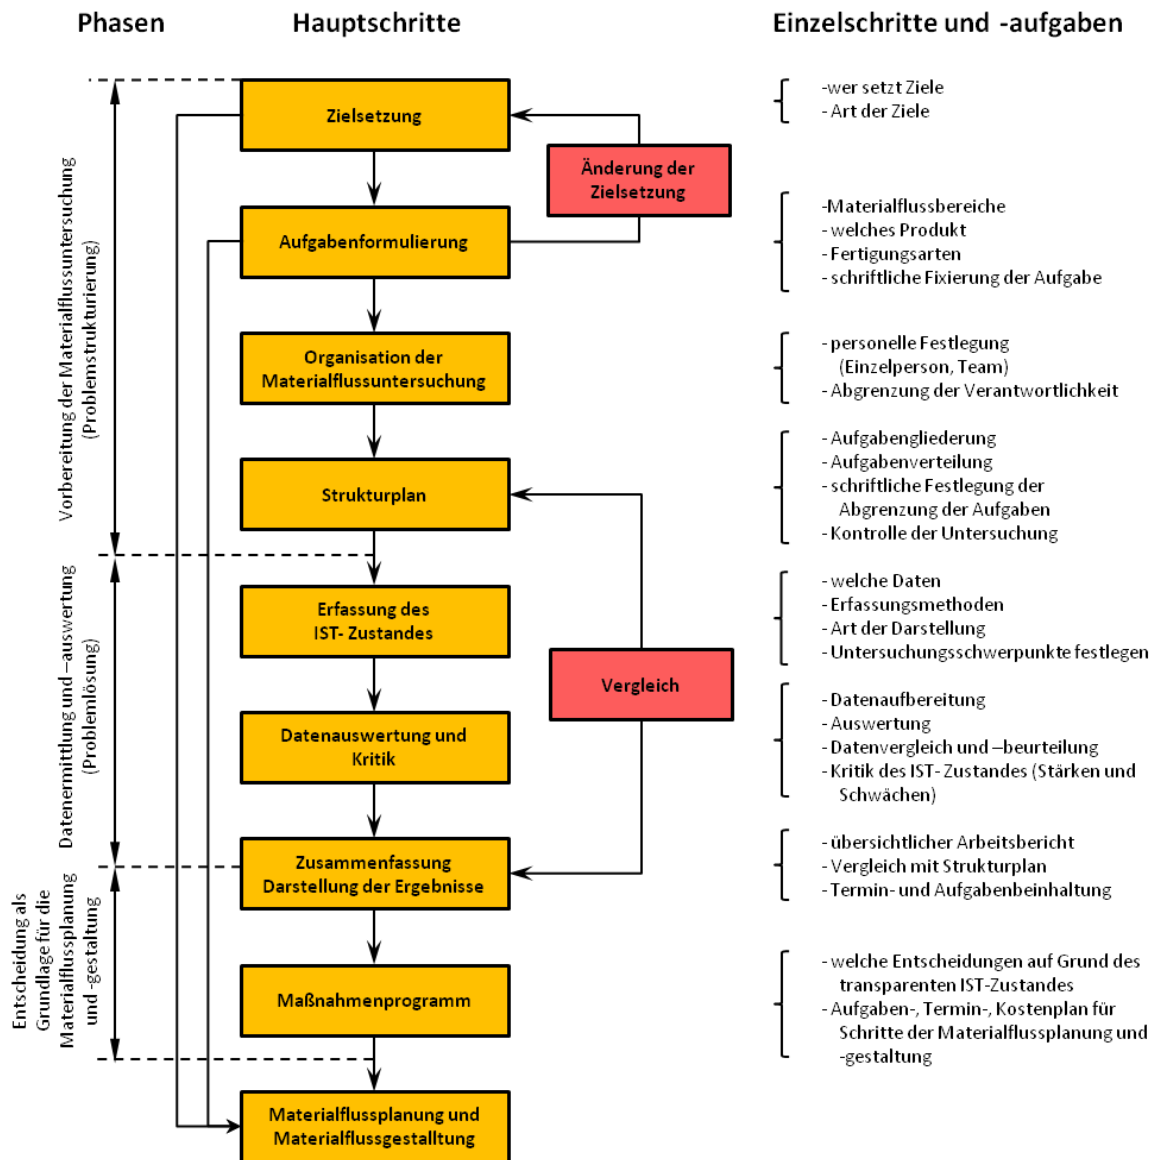 Phasen
Hauptschritte
Einzelschritte und -aufgaben
Vorbereitung der Materialflussuntersuchung
(Problemstrukturierung)
Datenermittlung und –auswertung
(Problemlösung)
Entscheidung als
Grundlage für die
Materialflussplanung
und -gestaltung
Zielsetzung
Änderung der
Zielsetzung
Aufgabenformulierung
Organisation der
Materialflussuntersuchung
Strukturplan
Erfassung des
IST- Zustandes
Vergleich
Datenauswertung und
Kritik
Zusammenfassung
Darstellung der Ergebnisse
Maßnahmenprogramm
Materialflussplanung und
Materialflussgestalltung
-wer setzt Ziele
- Art der Ziele
-Materialflussbereiche
- welches Produkt
- Fertigungsarten
- schriftliche Fixierung der Aufgabe
- personelle Festlegung
(Einzelperson, Team)
- Abgrenzung der Verantwortlichkeit
- Aufgabengliederung
- Aufgabenverteilung
- schriftliche Festlegung der
Abgrenzung der Aufgaben
- Kontrolle der Untersuchung
- welche Daten
- Erfassungsmethoden
- Art der Darstellung
- Untersuchungsschwerpunkte festlegen
- Datenaufbereitung
- Auswertung
- Datenvergleich und –beurteilung
- Kritik des IST- Zustandes (Stärken und
Schwächen)
- übersichtlicher Arbeitsbericht
- Vergleich mit Strukturplan
- Termin- und Aufgabenbeinhaltung
- welche Entscheidungen auf Grund des
transparenten IST-Zustandes
- Aufgaben-, Termin-, Kostenplan für
Schritte der Materialflussplanung und
-gestaltung